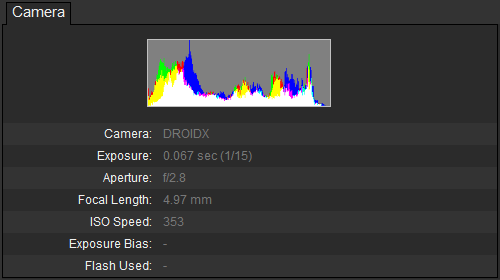 Camera
Camera: DROIDX
Exposure: 0.067 sec (1/15)
Aperture: f/2.8
Focal Length: 4.97 mm
ISO Speed: 353
Exposure Bias: -
Flash Used: -